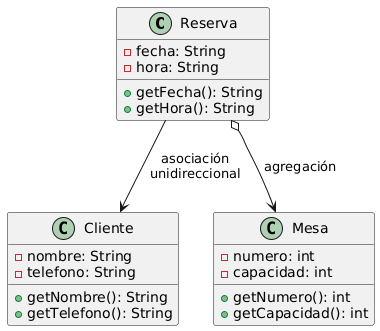 C Reserva
fecha: String
hora: String
getFecha(): String
getHora(): String
asociación
unidireccional
agregación
C Cliente
nombre: String
telefono: String
getNombre(): String
getTelefono(): String
C Mesa
numero: int
capacidad: int
getNumero(): int
getCapacidad(): int